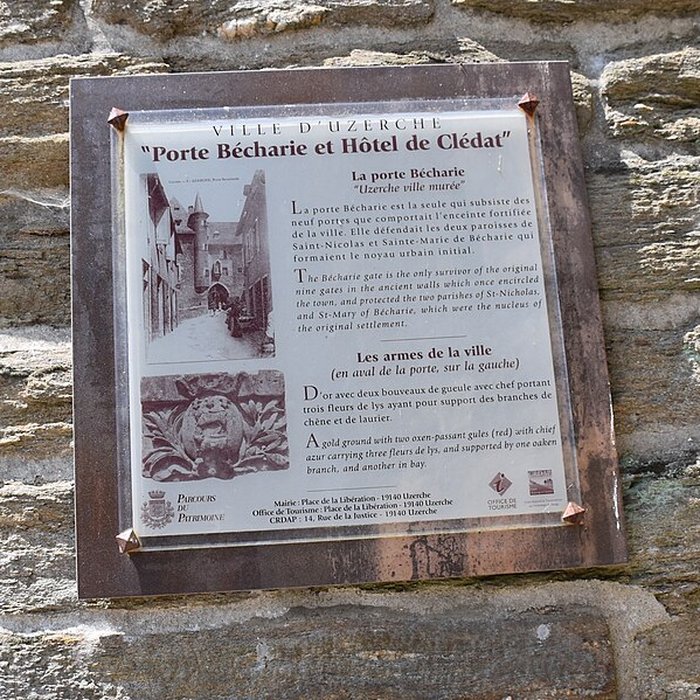 VILLE D'UZERCHE
"Porte Bécharie et Hôtel de Clédat"
La porte Bécharie
"Uzerche ville murée"
La porte Bécharie est la seule qui subsiste des
neuf portes que comportait l'enceinte fortifiée
de la ville. Elle défendait les deux paroisses de
Saint-Nicolas et Sainte-Marie de Bécharie qui
formaient le noyau urbain initial.
The Bécharie gate is the only survivor of the original
nine gates in the ancient walls which once encircled
the town, and protected the two parishes of St-Nicholas,
and St-Mary of Bécharie, which were the nucleus of
the original settlement.
Les armes de la ville
(en aval de la porte, sur la gauche)
D'or avec deux bouveaux de gueule avec chef portant
trois fleurs de lys ayant pour support des branches de
chêne et de laurier.
A gold ground with two oxen-passant gules (red) with chief
azur carrying three fleurs de lys, and supported by one oaken
branch, and another in bay.
PARCOURS
DU
PATRIMOINE
Mairie : Place de la Libération - 19140 Uzerche
Office de Tourisme : Place de la Libération - 19140 Uzerche
CRDAP : 14, Rue de la Justice - 19140 Uzerche
OFFICE DE
TOURISME